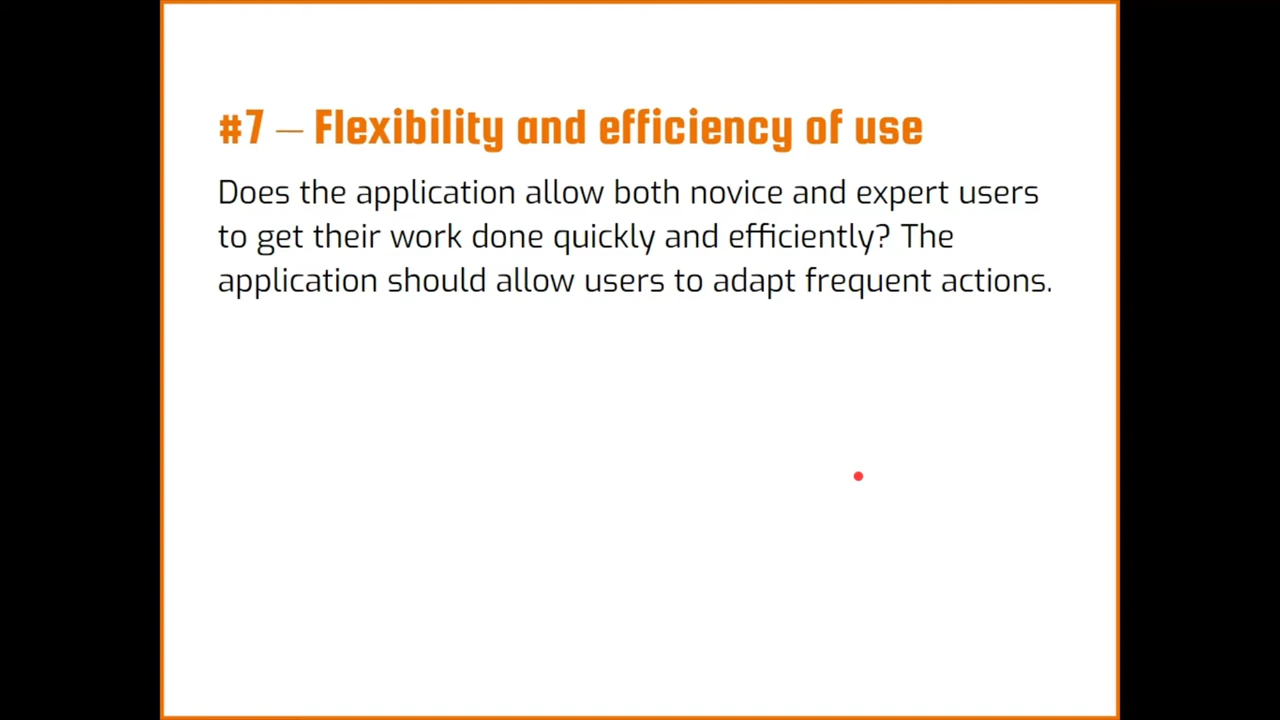 #7 – Flexibility and efficiency of use
Does the application allow both novice and expert users
to get their work done quickly and efficiently? The
application should allow users to adapt frequent actions.